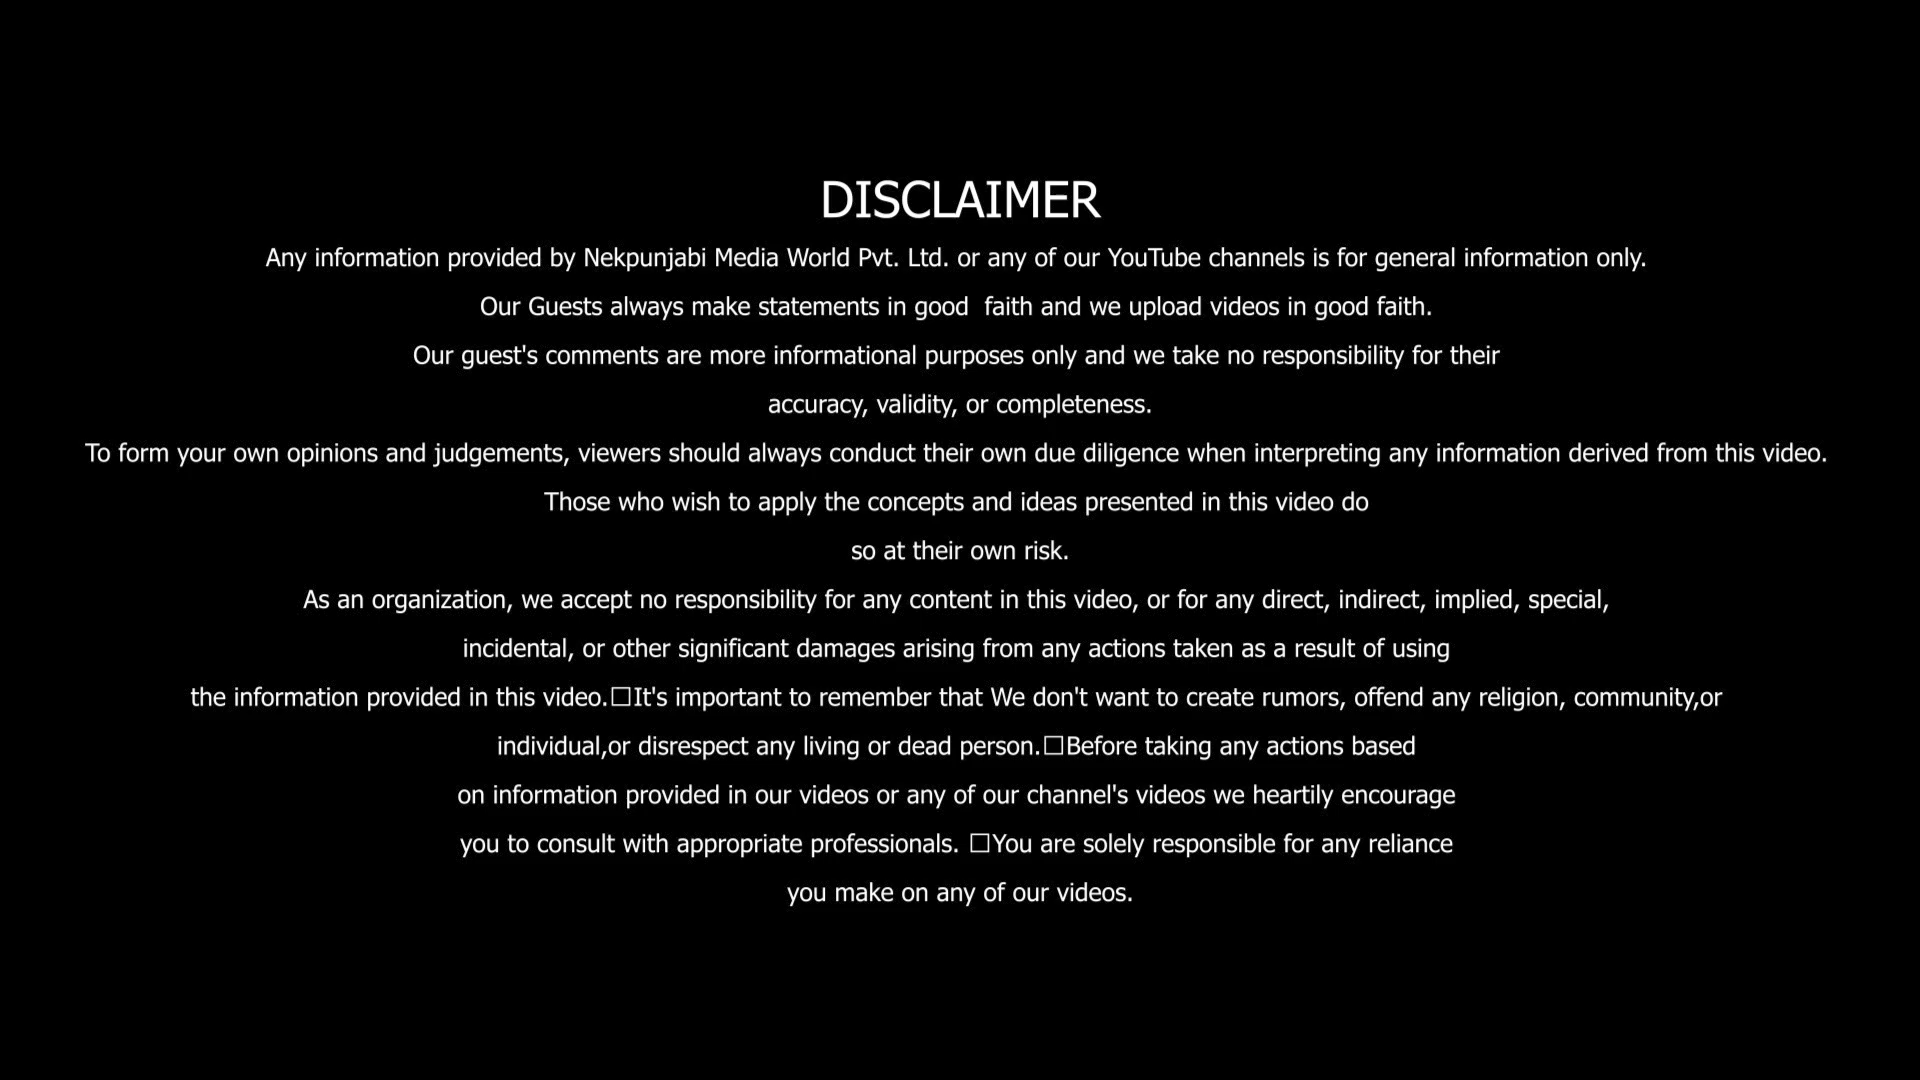 DISCLAIMER
Any information provided by Nekpunjabi Media World Pvt. Ltd. or any of our YouTube channels is for general information only.
Our Guests always make statements in good  faith and we upload videos in good faith.
Our guest's comments are more informational purposes only and we take no responsibility for their
accuracy, validity, or completeness.
To form your own opinions and judgements, viewers should always conduct their own due diligence when interpreting any information derived from this video.
Those who wish to apply the concepts and ideas presented in this video do
so at their own risk.
As an organization, we accept no responsibility for any content in this video, or for any direct, indirect, implied, special,
incidental, or other significant damages arising from any actions taken as a result of using
the information provided in this video.□It's important to remember that We don't want to create rumors, offend any religion, community,or
individual,or disrespect any living or dead person.□Before taking any actions based
on information provided in our videos or any of our channel's videos we heartily encourage
you to consult with appropriate professionals. □You are solely responsible for any reliance
you make on any of our videos.